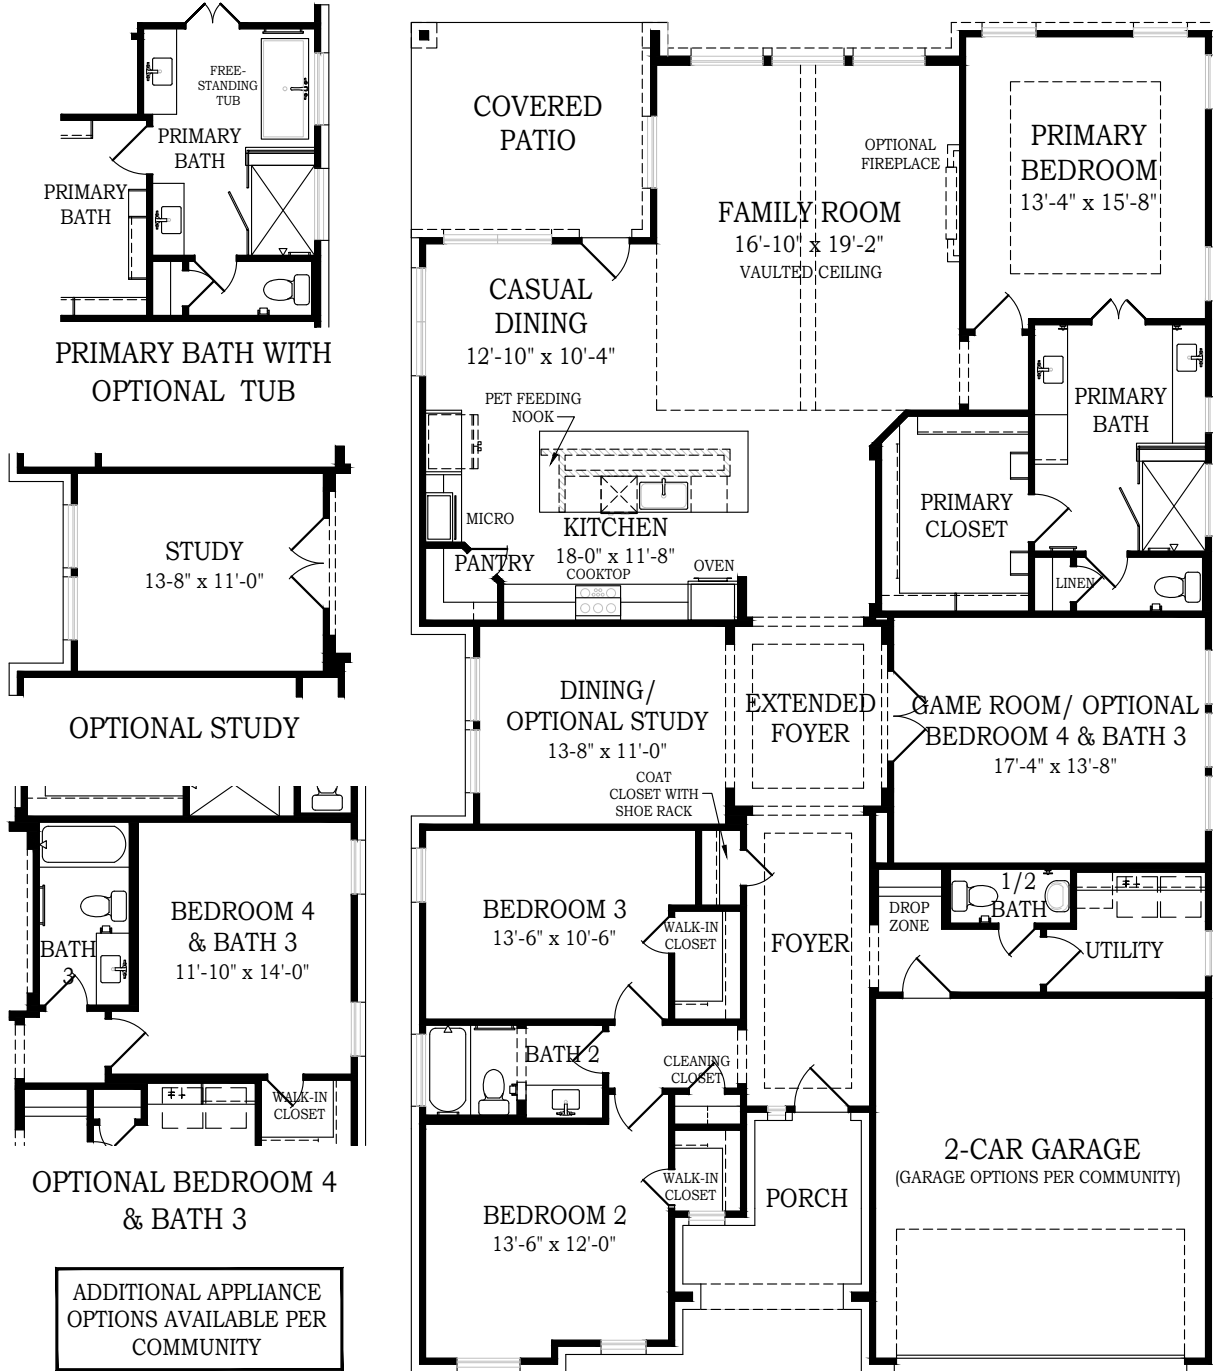 FREE-
STANDING
TUB
PRIMARY
BATH
PRIMARY
BATH
PRIMARY BATH WITH
OPTIONAL TUB
STUDY
13'-8" x 11'-0"
OPTIONAL STUDY
BEDROOM 4
& BATH 3
11'-10" x 14'-0"
BATH
3
WALK-IN
CLOSET
OPTIONAL BEDROOM 4
& BATH 3
ADDITIONAL APPLIANCE
OPTIONS AVAILABLE PER
COMMUNITY
COVERED
PATIO
OPTIONAL
FIREPLACE
PRIMARY
BEDROOM
13'-4" x 15'-8"
FAMILY ROOM
16'-10" x 19'-2"
VAULTED CEILING
CASUAL
DINING
12'-10" x 10'-4"
PET FEEDING
NOOK
PRIMARY
BATH
MICRO
KITCHEN
18'-0" x 11'-8"
COOKTOP
PANTRY
OVEN
PRIMARY
CLOSET
LINEN
DINING/
OPTIONAL STUDY
13'-8" x 11'-0"
EXTENDED
FOYER
GAME ROOM/ OPTIONAL
BEDROOM 4 & BATH 3
17'-4" x 13'-8"
COAT
CLOSET WITH
SHOE RACK
BEDROOM 3
13'-6" x 10'-6"
WALK-IN
CLOSET
FOYER
DROP
ZONE
1/2
BATH
UTILITY
BATH 2
CLEANING
CLOSET
BEDROOM 2
13'-6" x 12'-0"
WALK-IN
CLOSET
PORCH
2-CAR GARAGE
(GARAGE OPTIONS PER COMMUNITY)